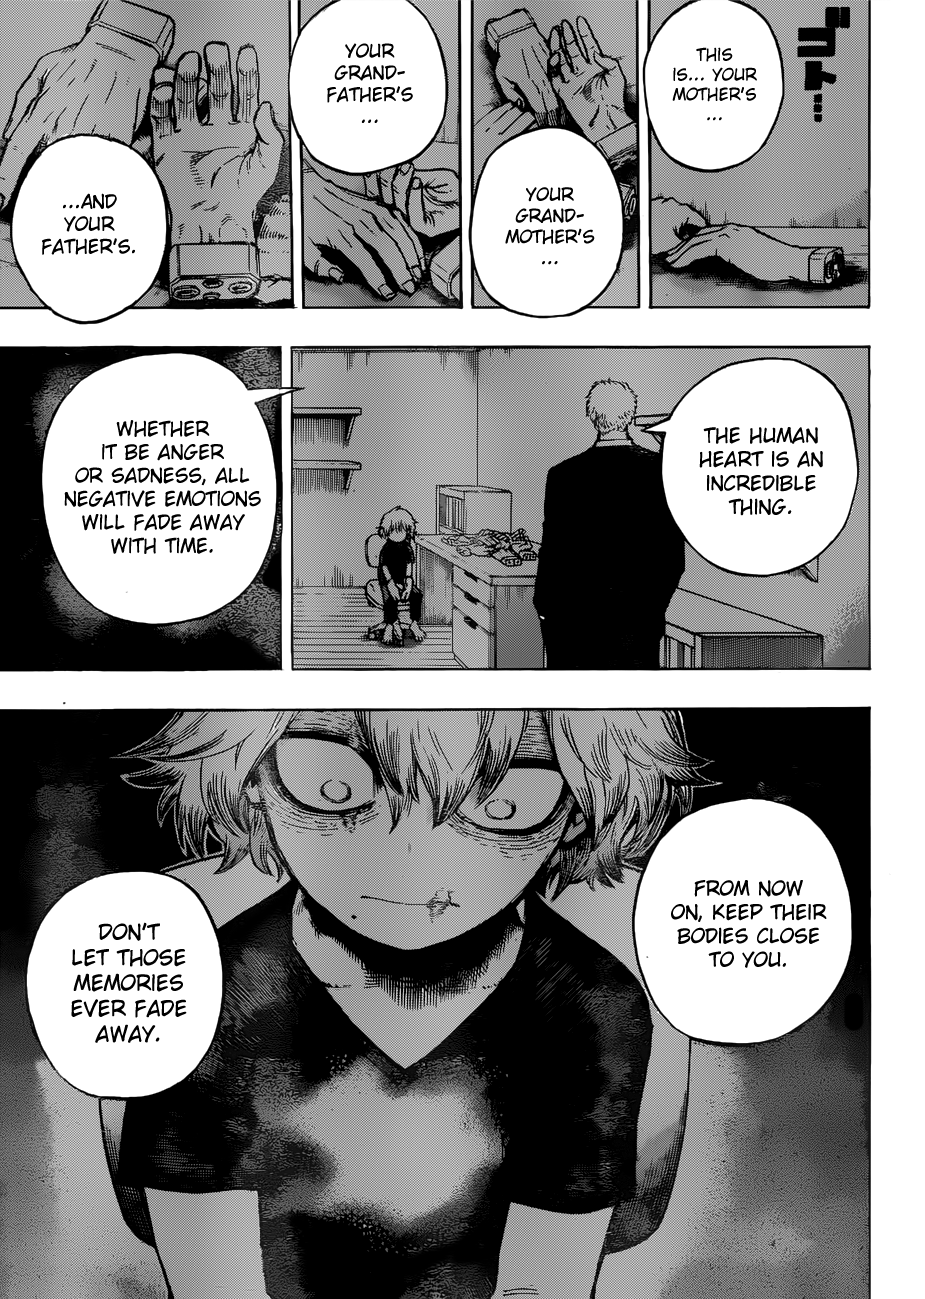 ゴト...
THIS
IS... YOUR
MOTHER'S
...
YOUR
GRAND-
MOTHER'S
...
YOUR
GRAND-
FATHER'S
...
...AND
YOUR
FATHER'S.
THE HUMAN
HEART IS AN
INCREDIBLE
THING.
WHETHER
IT BE ANGER
OR SADNESS, ALL
NEGATIVE EMOTIONS
WILL FADE AWAY
WITH TIME.
FROM NOW
ON, KEEP THEIR
BODIES CLOSE
TO YOU.
DON'T
LET THOSE
MEMORIES
EVER FADE
AWAY.